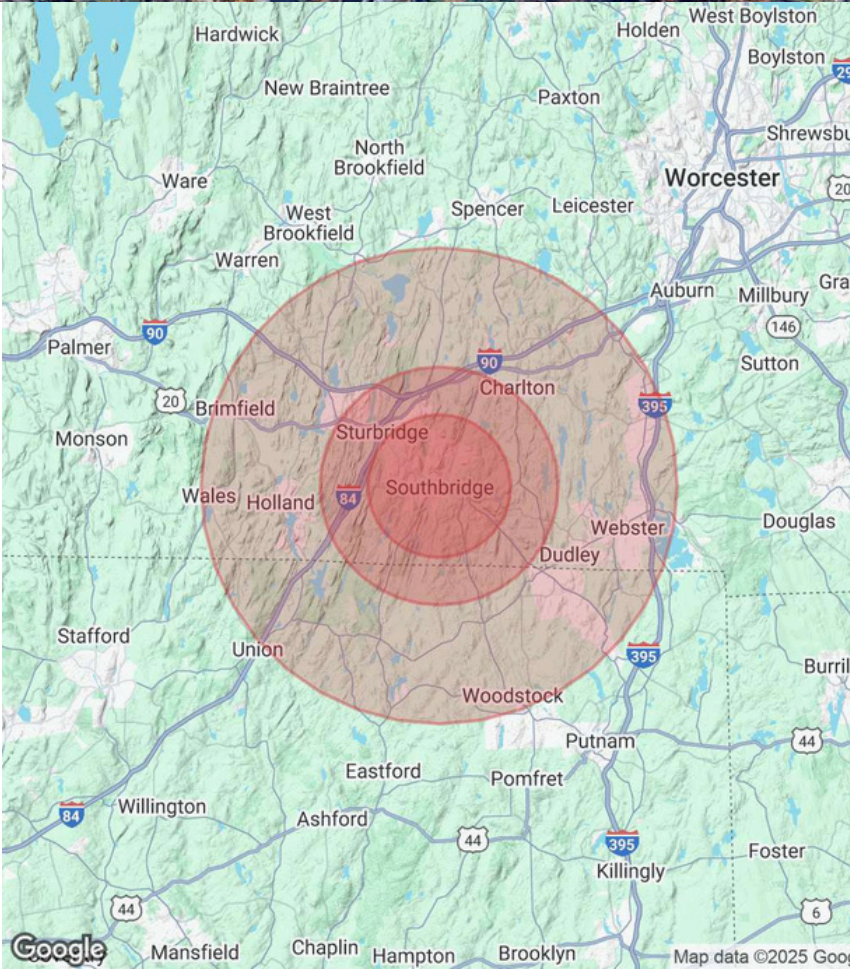 West Boylston
Hardwick
Holden
Boylston
New Braintree
Paxton
Shrewsbu
North
Brookfield
Ware
Worcester
20
West
Brookfield
Spencer
Leicester
Warren
Auburn
Millbury
Gra
146
90
Palmer
90
Sutton
Charlton
20
Brimfield
395
Sturbridge
Monson
Southbridge
Wales
Holland
84
Webster
Douglas
Dudley
Stafford
Union
395
Burril
Woodstock
Putnam
44
Eastford
Pomfret
84
Willington
Ashford
44
395
Foster
Killingly
44
6
Google
Mansfield
Chaplin
Hampton
Brooklyn
Map data ©2025 Goog